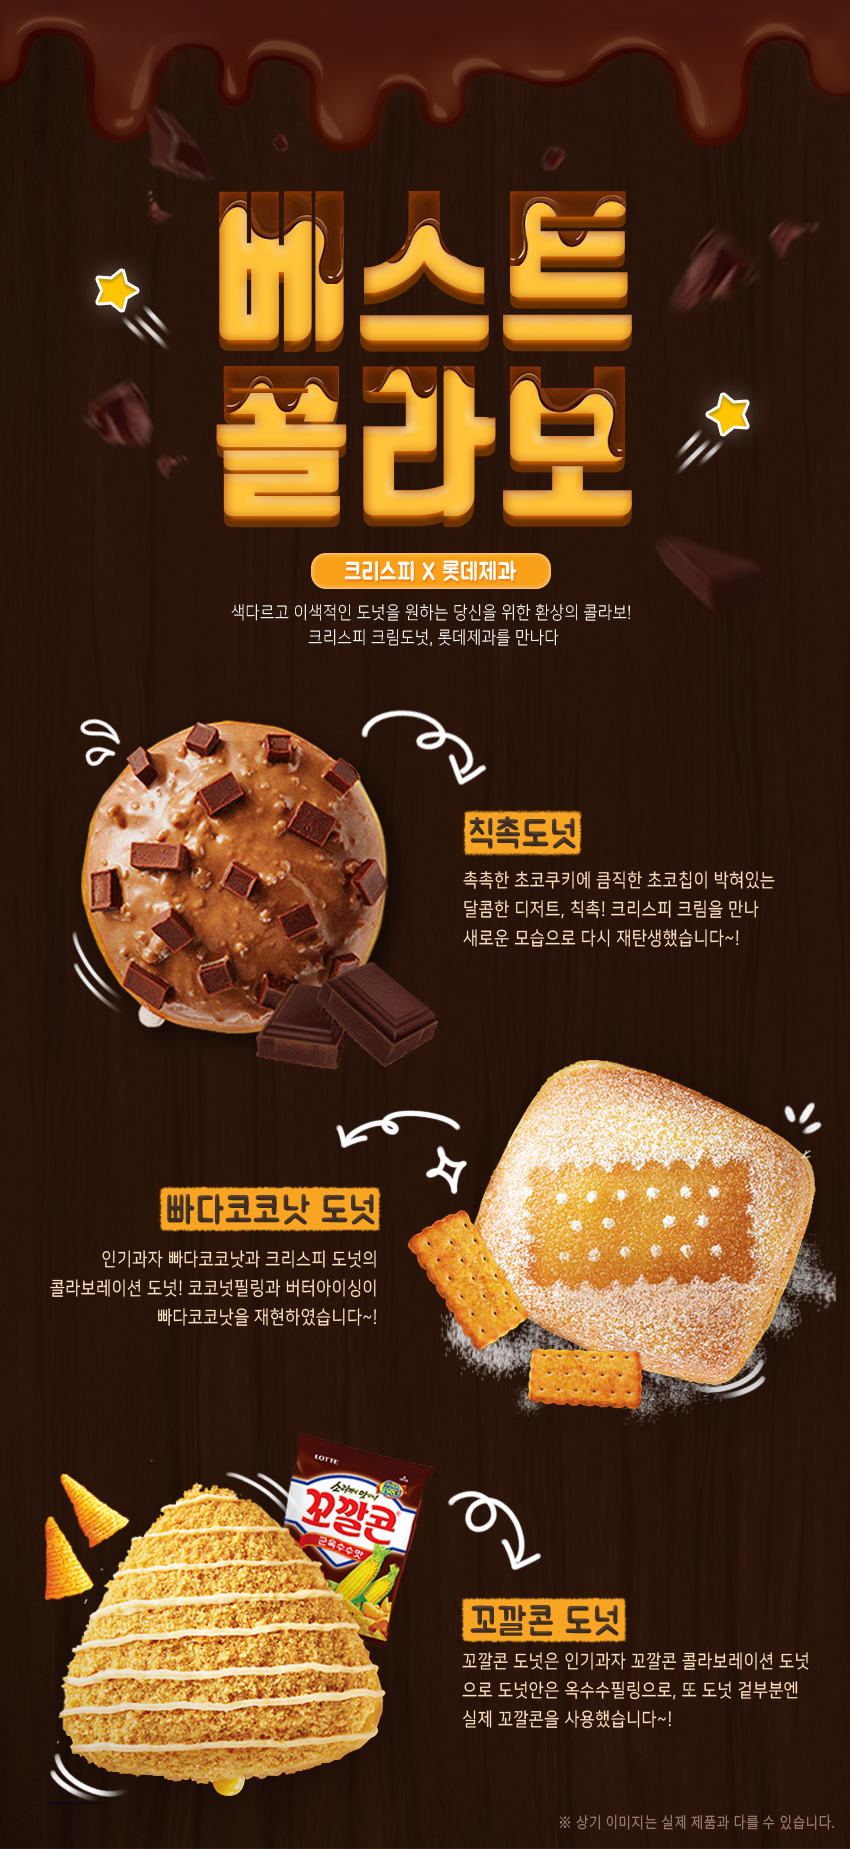 베스트
콜라보
크리스피 X 롯데제과
색다르고 이색적인 도넛을 원하는 당신을 위한 환상의 콜라보!
크리스피 크림도넛, 롯데제과를 만나다
칙촉도넛
촉촉한 초코쿠키에 큼직한 초코칩이 박혀있는
달콤한 디저트, 칙촉! 크리스피 크림을 만나
새로운 모습으로 다시 재탄생했습니다~!
빠다코코낫 도넛
인기과자 빠다코코낫과 크리스피 도넛의
콜라보레이션 도넛! 코코넛필링과 버터아이싱이
빠다코코낫을 재현하였습니다~!
LOTTE
소리까지 맛있다!
꼬깔콘
군옥수수맛
꼬깔콘 도넛
꼬깔콘 도넛은 인기과자 꼬깔콘 콜라보레이션 도넛
으로 도넛안은 옥수수필링으로, 또 도넛 겉부분엔
실제 꼬깔콘을 사용했습니다~!
※ 상기 이미지는 실제 제품과 다를 수 있습니다.